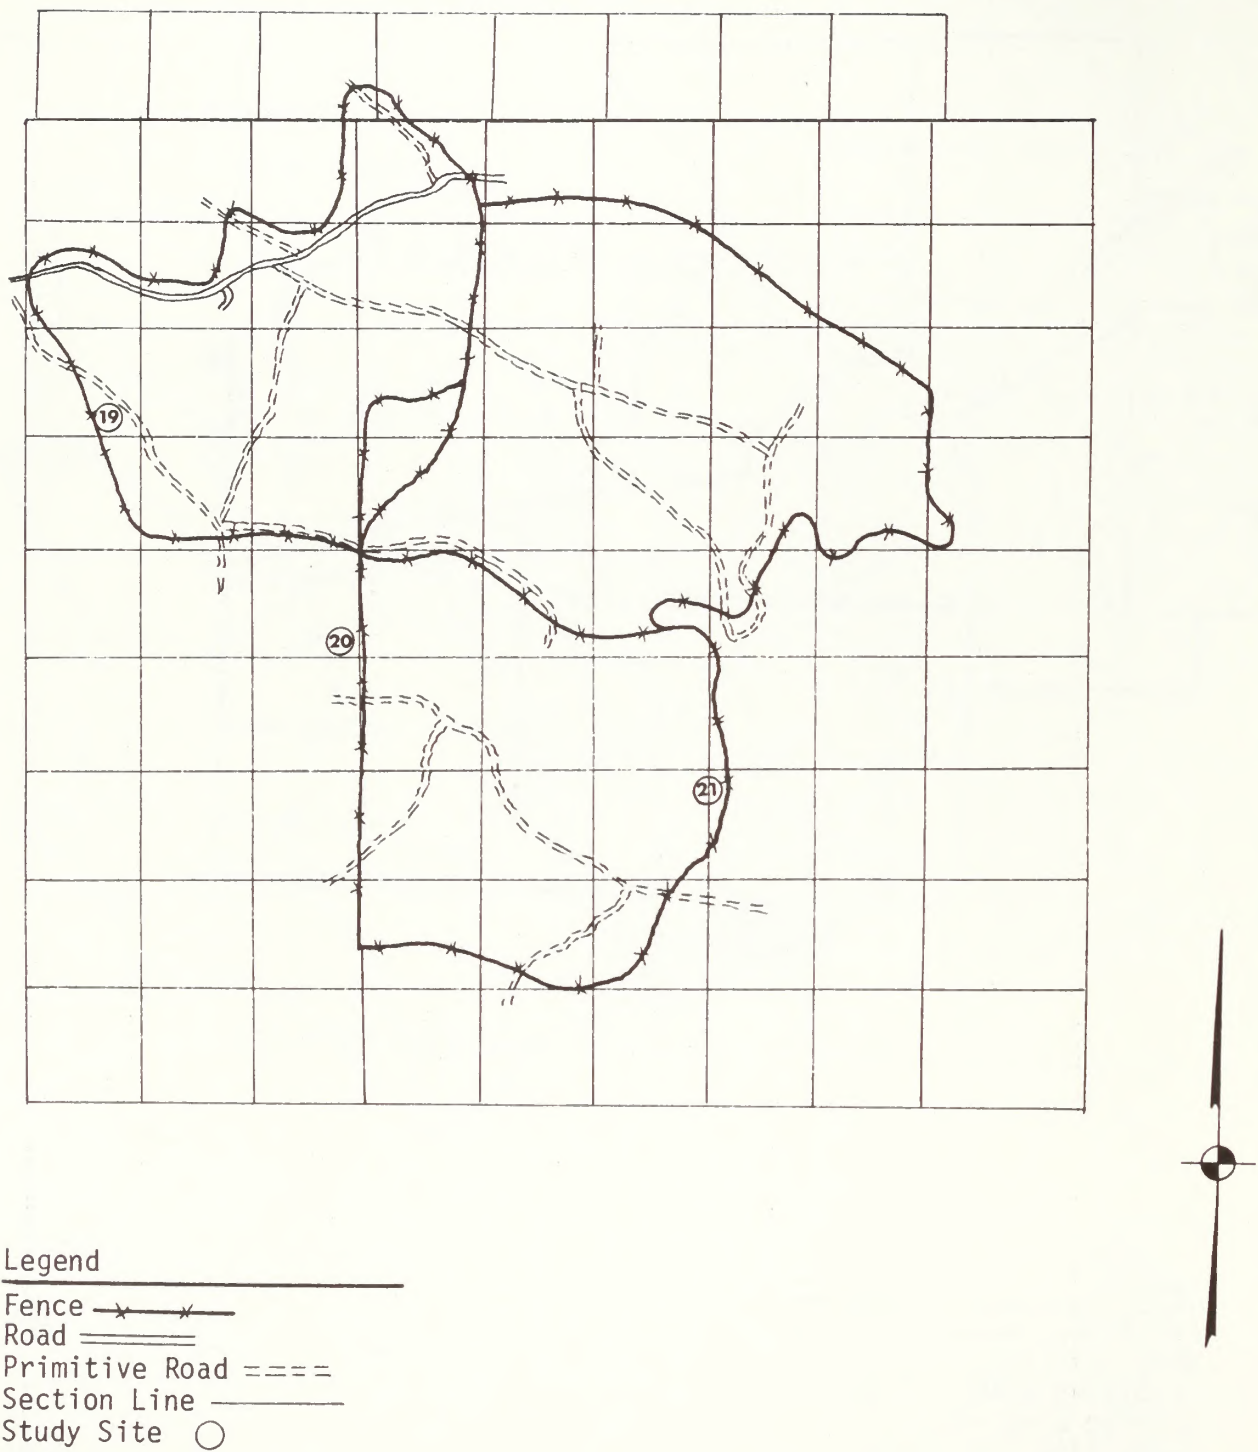 19
20
21
Legend
Fence
Road
Primitive Road
Section Line
Study Site